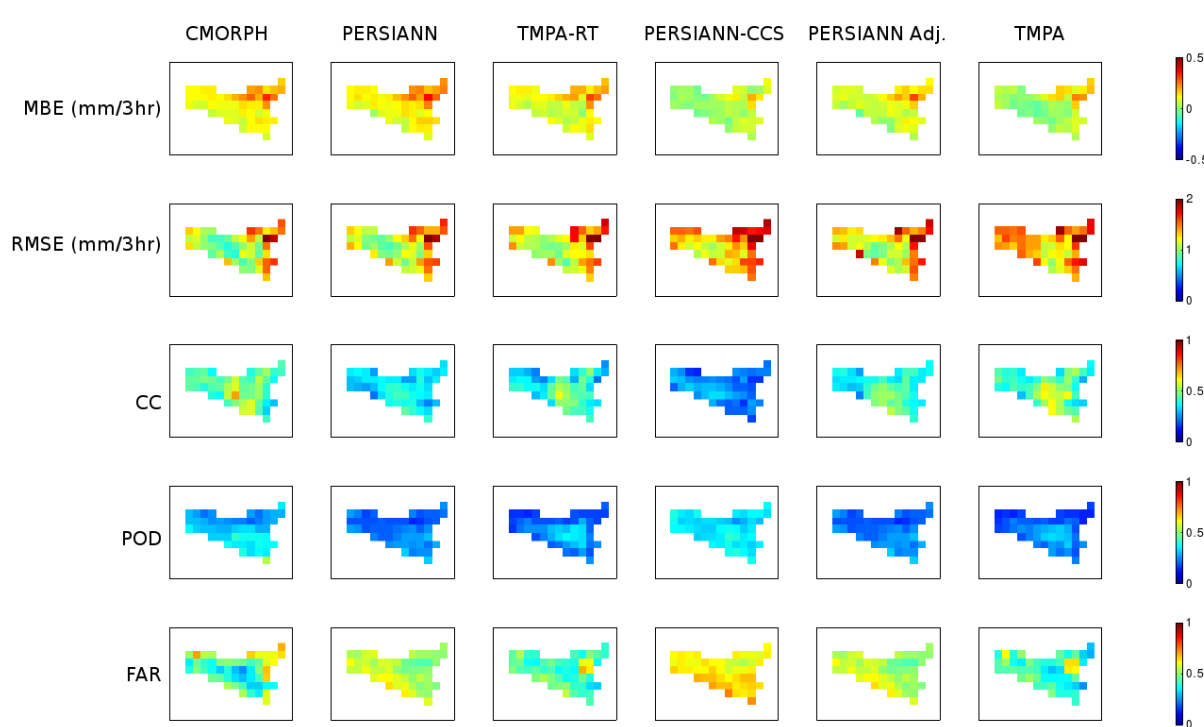 CMORPH PERSIANN TMPA-RT PERSIANN-CCS PERSIANN Adj. TMPA
MBE (mm/3hr)
0.5
0
-0.5
RMSE (mm/3hr)
2
1
0
CC
1
0.5
0
POD
1
0.5
0
FAR
1
0.5
0